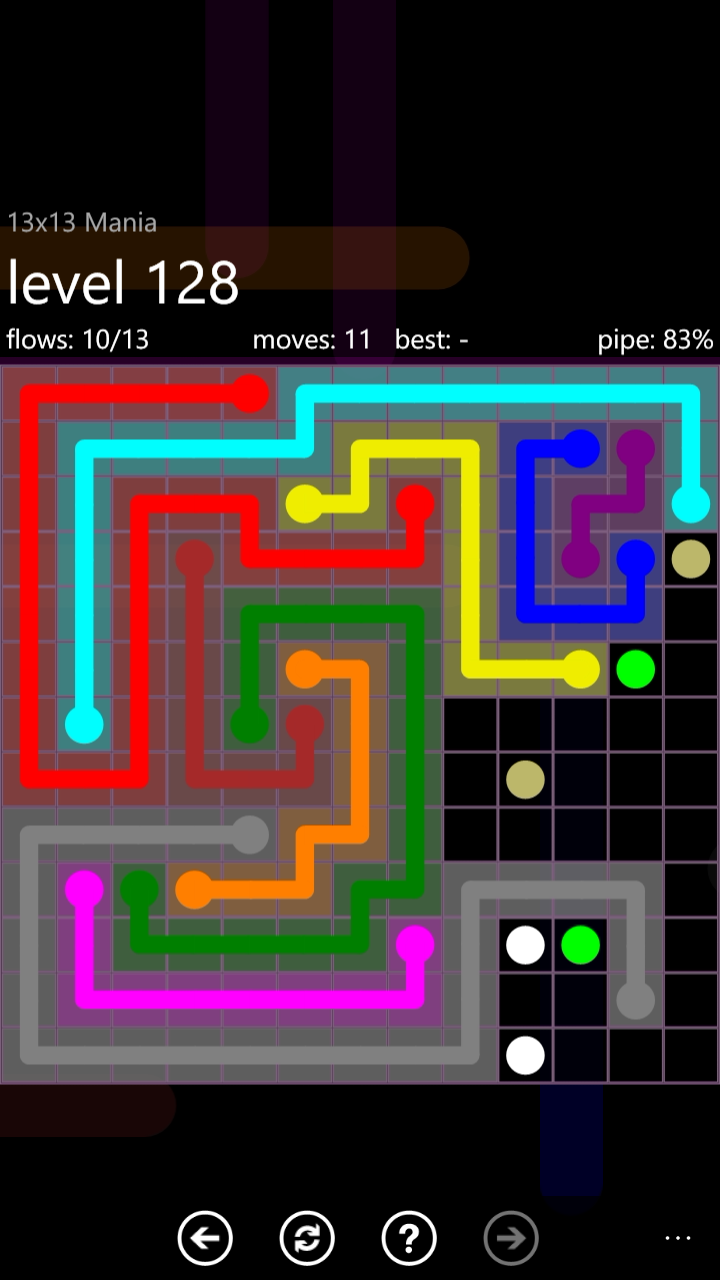 13x13 Mania
level 128
flows: 10/13 moves: 11 best: - pipe: 83%
?
...